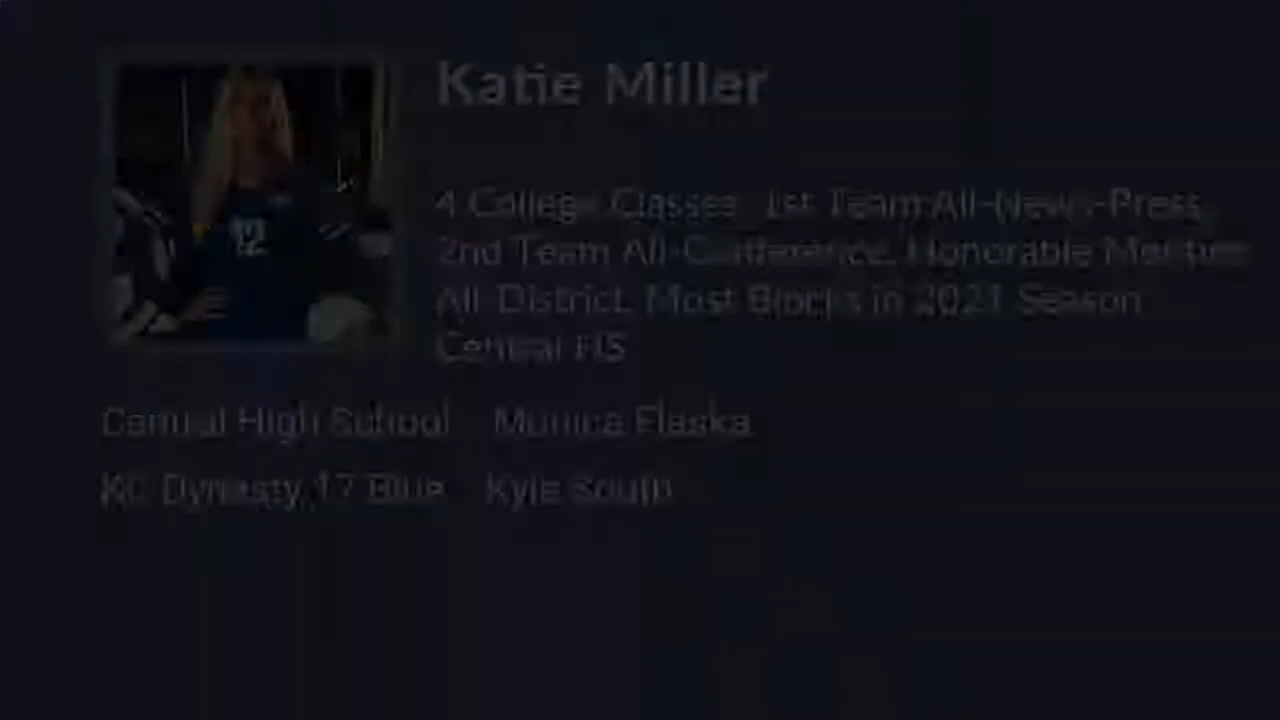 Katie Miller
4 College Classes, 1st Team All-News-Press,
2nd Team All-Conference, Honorable Mention
All-District, Most Blocks in 2021 Season
Central HS
Central High School Monica Flaska
KC Dynasty 17 Blue Kyle South
12